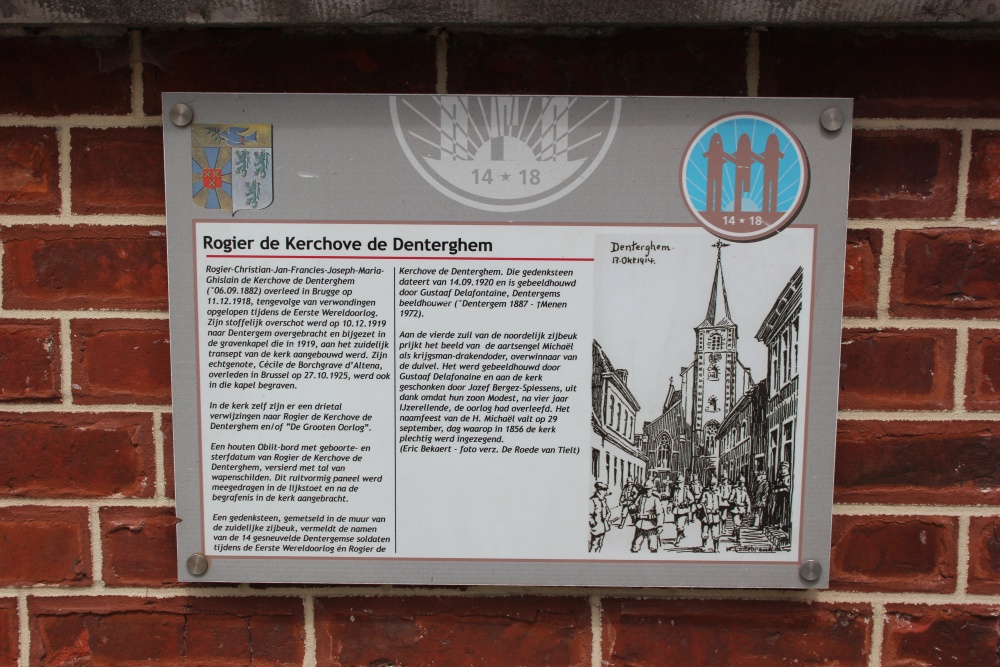 14 ★ 18
14 ★ 18
Rogier de Kerchove de Denterghem
Rogier-Christian-Jan-Francies-Joseph-Maria-
Ghislain de Kerchove de Denterghem
(°06.09.1882) overleed in Brugge op
11.12.1918, tengevolge van verwondingen
opgelopen tijdens de Eerste Wereldoorlog.
Zijn stoffelijk overschot werd op 10.12.1919
naar Dentergem overgebracht en bijgezet in
de gravenkapel die in 1919, aan het zuidelijk
transept van de kerk aangebouwd werd. Zijn
echtgenote, Cécile de Borchgrave d'Altena,
overleden in Brussel op 27.10.1925, werd ook
in die kapel begraven.
In de kerk zelf zijn er een drietal
verwijzingen naar Rogier de Kerchove de
Denterghem en/of "De Grooten Oorlog".
Een houten Obiit-bord met geboorte- en
sterfdatum van Rogier de Kerchove de
Denterghem, versierd met tal van
wapenschilden. Dit ruitvormig paneel werd
meegedragen in de lijkstoet en na de
begrafenis in de kerk aangebracht.
Een gedenksteen, gemetseld in de muur van
de zuidelijke zijbeuk, vermeldt de namen
van de 14 gesneuvelde Dentergemse soldaten
tijdens de Eerste Wereldoorlog én Rogier de
Kerchove de Denterghem. Die gedenksteen
dateert van 14.09.1920 en is gebeeldhouwd
door Gustaaf Delafontaine, Dentergems
beeldhouwer (°Dentergem 1887 - †Menen
1972).
Aan de vierde zuil van de noordelijk zijbeuk
prijkt het beeld van de aartsengel Michaël
als krijgsman-drakendoder, overwinnaar van
de duivel. Het werd gebeeldhouwd door
Gustaaf Delafonaine en aan de kerk
geschonken door Jozef Bergez-Splessens, uit
dank omdat hun zoon Modest, na vier jaar
IJzerellende, de oorlog had overleefd. Het
naamfeest van de H. Michaël valt op 29
september, dag waarop in 1856 de kerk
plechtig werd ingezegend.
(Eric Bekaert - foto verz. De Roede van Tielt)
Denterghem.
17.Okt 1914.